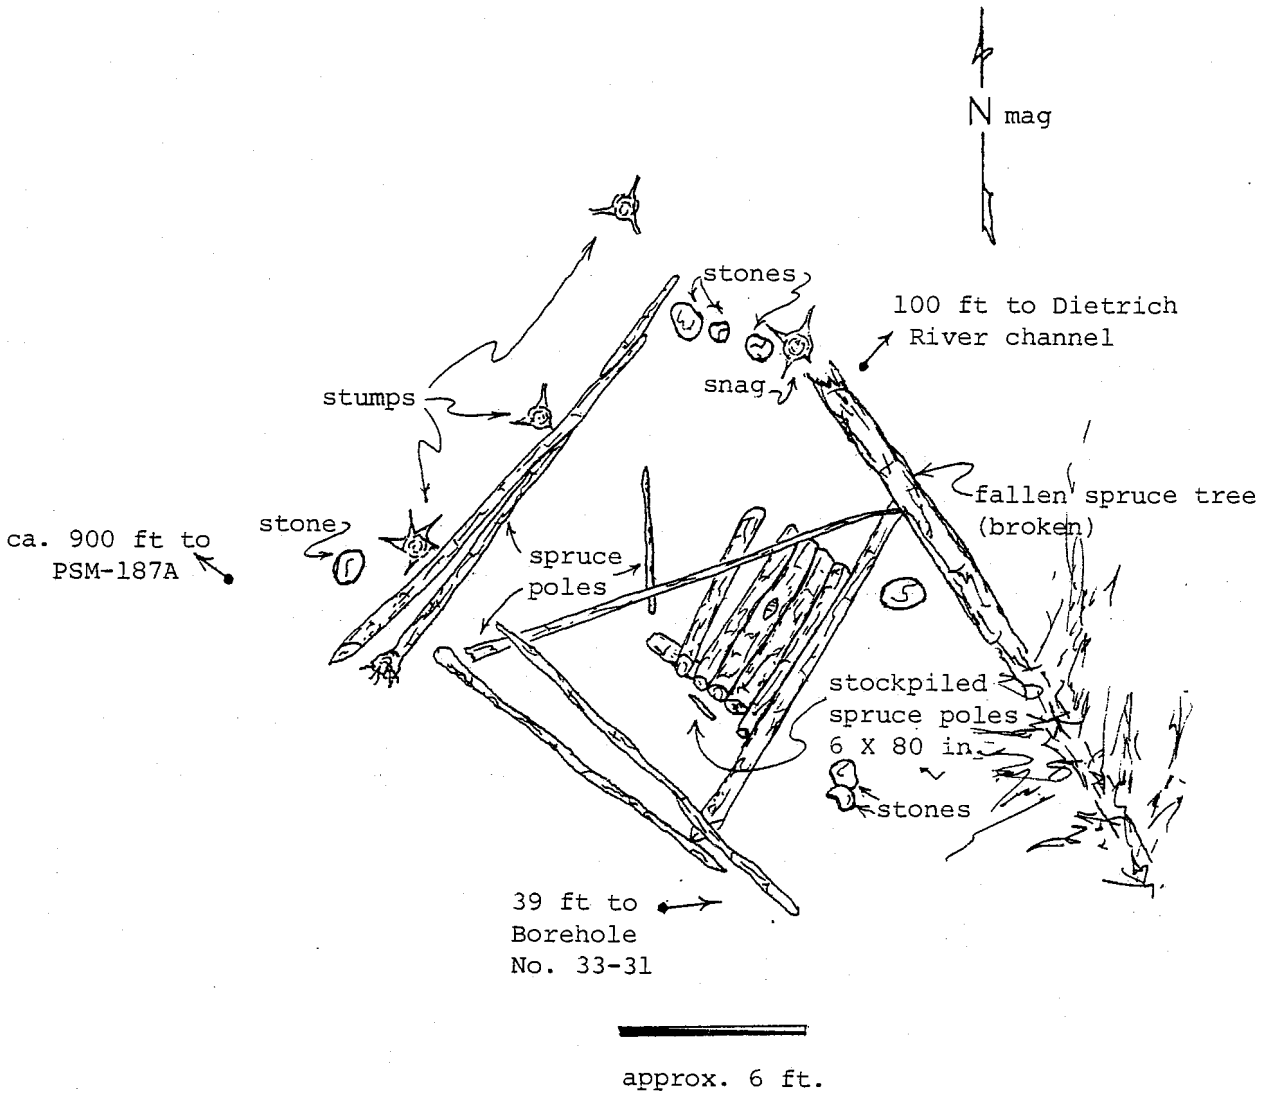 N mag
stones
100 ft to Dietrich
River channel
snag
stumps
fallen spruce tree
(broken)
stone
ca. 900 ft to
PSM-187A
spruce
poles
stockpiled
spruce poles
6 X 80 in.
stones
39 ft to
Borehole
No. 33-31
approx. 6 ft.